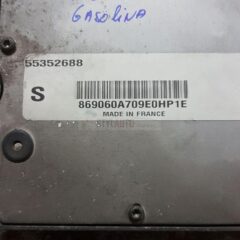 GASOLINA
55352688
S
869060A709E0HP1E
MADE IN FRANCE